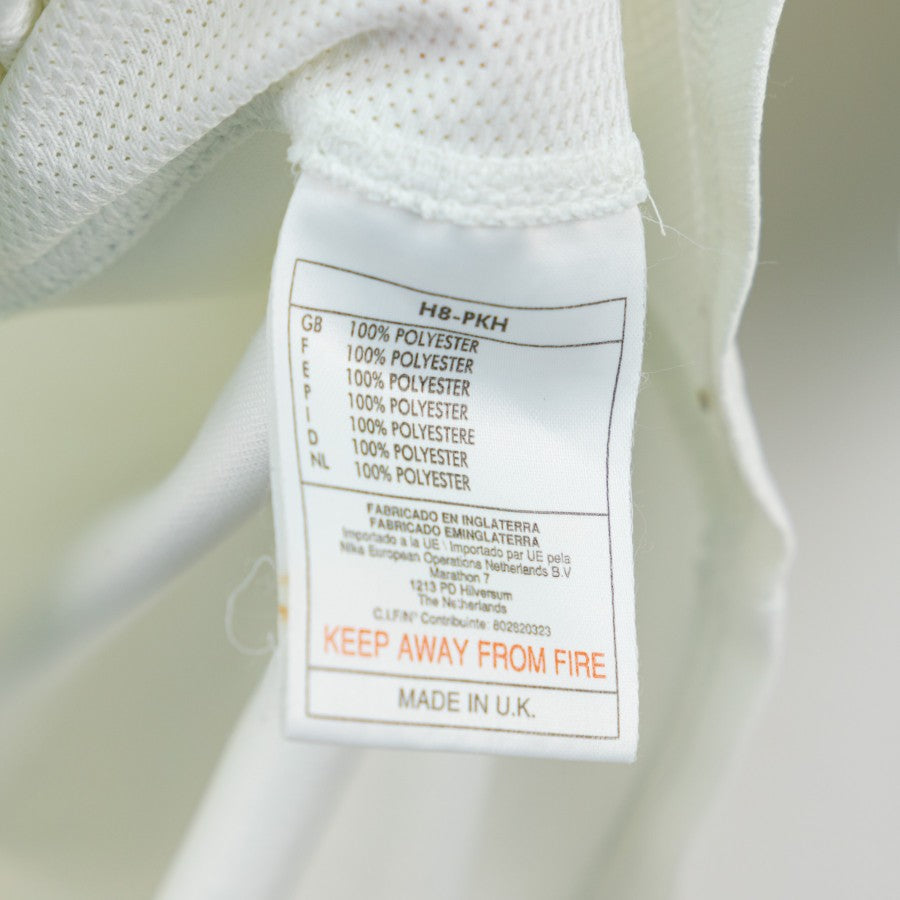 H8-PKH
GB 100% POLYESTER
F 100% POLYESTER
E 100% POLYESTER
P 100% POLYESTER
I 100% POLYESTERE
D 100% POLYESTER
NL 100% POLYESTER
FABRICADO EN INGLATERRA
FABRICADO EMINGLATERRA
Importado a la UE \ Importado par UE pela
Nika European Operations Netherlands B.V
Marathon 7
1213 PD Hilversum
The Netherlands
C.I.F/N° Contribuinte: 802820323
KEEP AWAY FROM FIRE
MADE IN U.K.